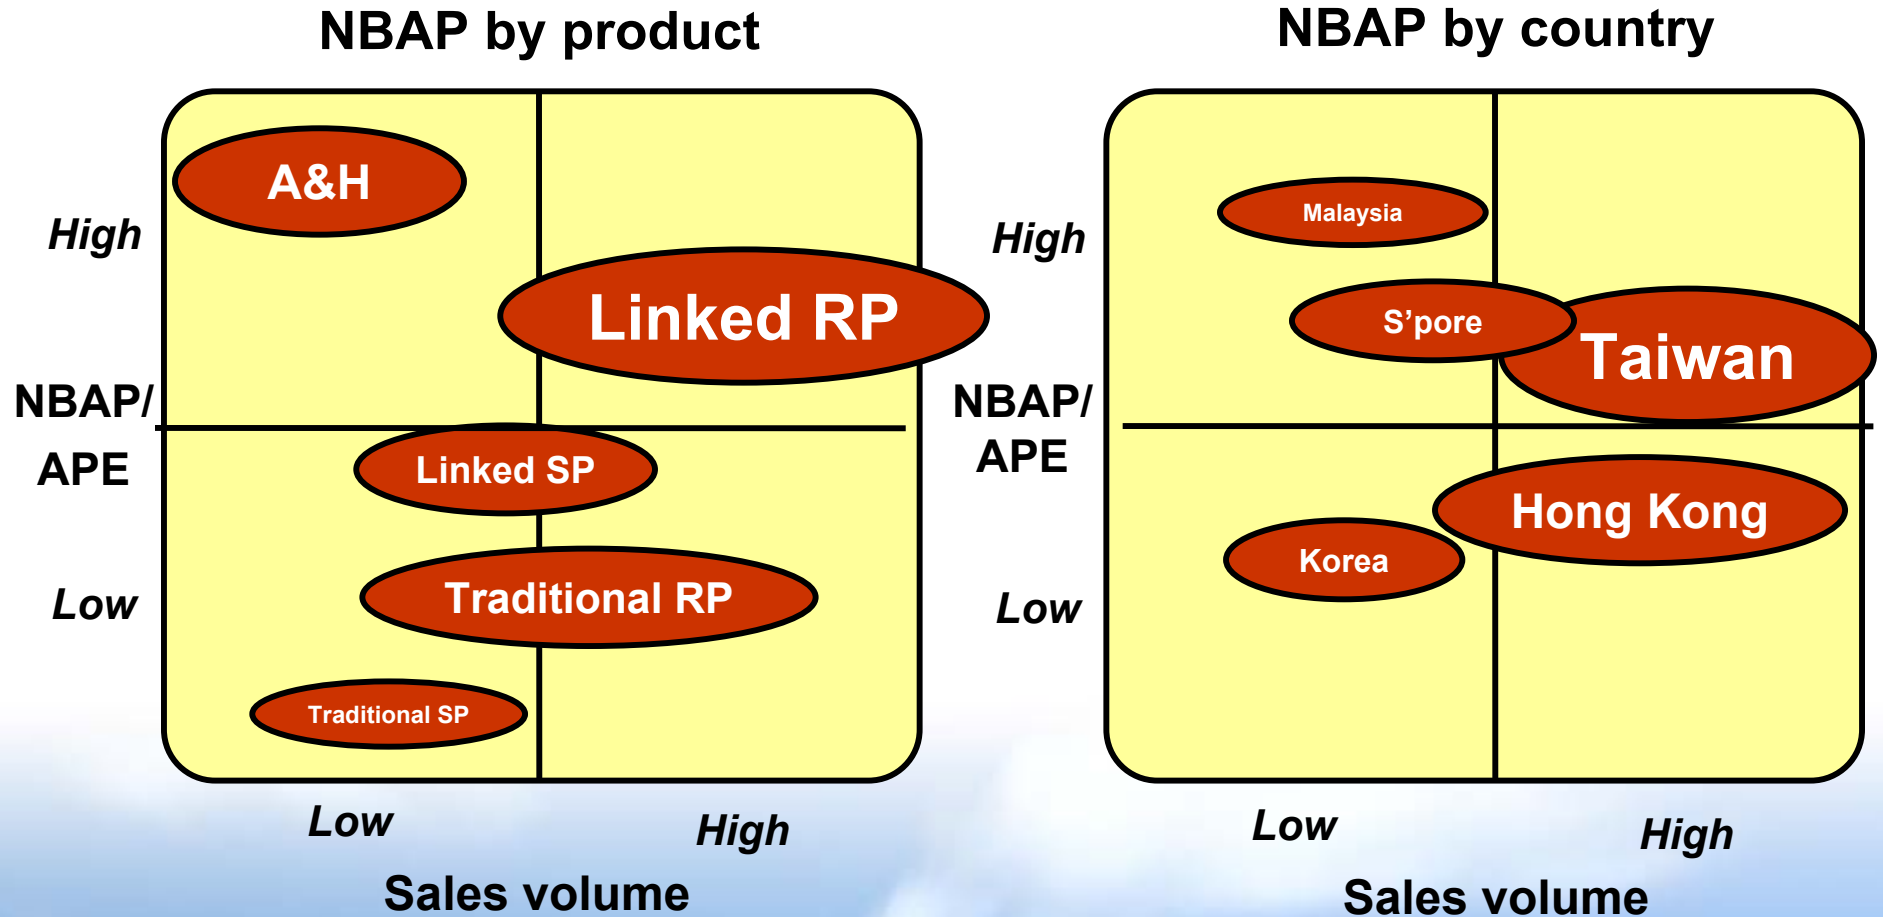 NBAP by product
A&H
High
Linked RP
NBAP/
APE
Linked SP
Traditional RP
Low
Traditional SP
Low
High
Sales volume
NBAP by country
Malaysia
High
S’pore
Taiwan
NBAP/
APE
Hong Kong
Korea
Low
Low
High
Sales volume